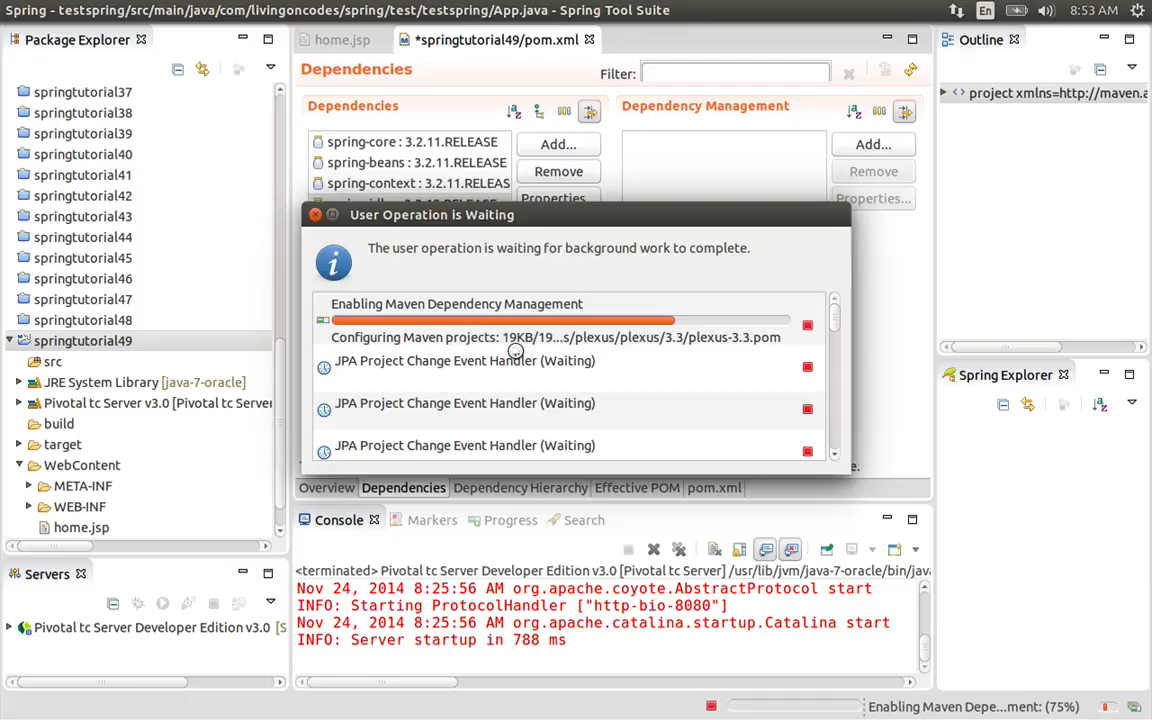 Spring - testspring/src/main/java/com/livingoncodes/spring/test/testspring/App.java - Spring Tool Suite
En
8:53 AM
Package Explorer
springtutorial37
springtutorial38
springtutorial39
springtutorial40
springtutorial41
springtutorial42
springtutorial43
springtutorial44
springtutorial45
springtutorial46
springtutorial47
springtutorial48
springtutorial49
src
JRE System Library [java-7-oracle]
Pivotal tc Server v3.0 [Pivotal tc Server
build
target
WebContent
META-INF
WEB-INF
home.jsp
Servers
Pivotal tc Server Developer Edition v3.0 [S
home.jsp
*springtutorial49/pom.xml
Dependencies
Filter:
Dependencies
spring-core : 3.2.11.RELEASE
spring-beans : 3.2.11.RELEASE
spring-context : 3.2.11.RELEAS
Add...
Remove
Properties...
Dependency Management
Add...
Remove
Properties...
User Operation is Waiting
The user operation is waiting for background work to complete.
Enabling Maven Dependency Management
Configuring Maven projects: 19KB/19...s/plexus/plexus/3.3/plexus-3.3.pom
JPA Project Change Event Handler (Waiting)
JPA Project Change Event Handler (Waiting)
JPA Project Change Event Handler (Waiting)
e.
Overview
Dependencies
Dependency Hierarchy
Effective POM
pom.xml
Console
Markers
Progress
Search
<terminated> Pivotal tc Server Developer Edition v3.0 [Pivotal tc Server] /usr/lib/jvm/java-7-oracle/bin/java
Nov 24, 2014 8:25:56 AM org.apache.coyote.AbstractProtocol start
INFO: Starting ProtocolHandler ["http-bio-8080"]
Nov 24, 2014 8:25:56 AM org.apache.catalina.startup.Catalina start
INFO: Server startup in 788 ms
Outline
project xmlns=http://maven.a
Spring Explorer
Enabling Maven Depe...ment: (75%)